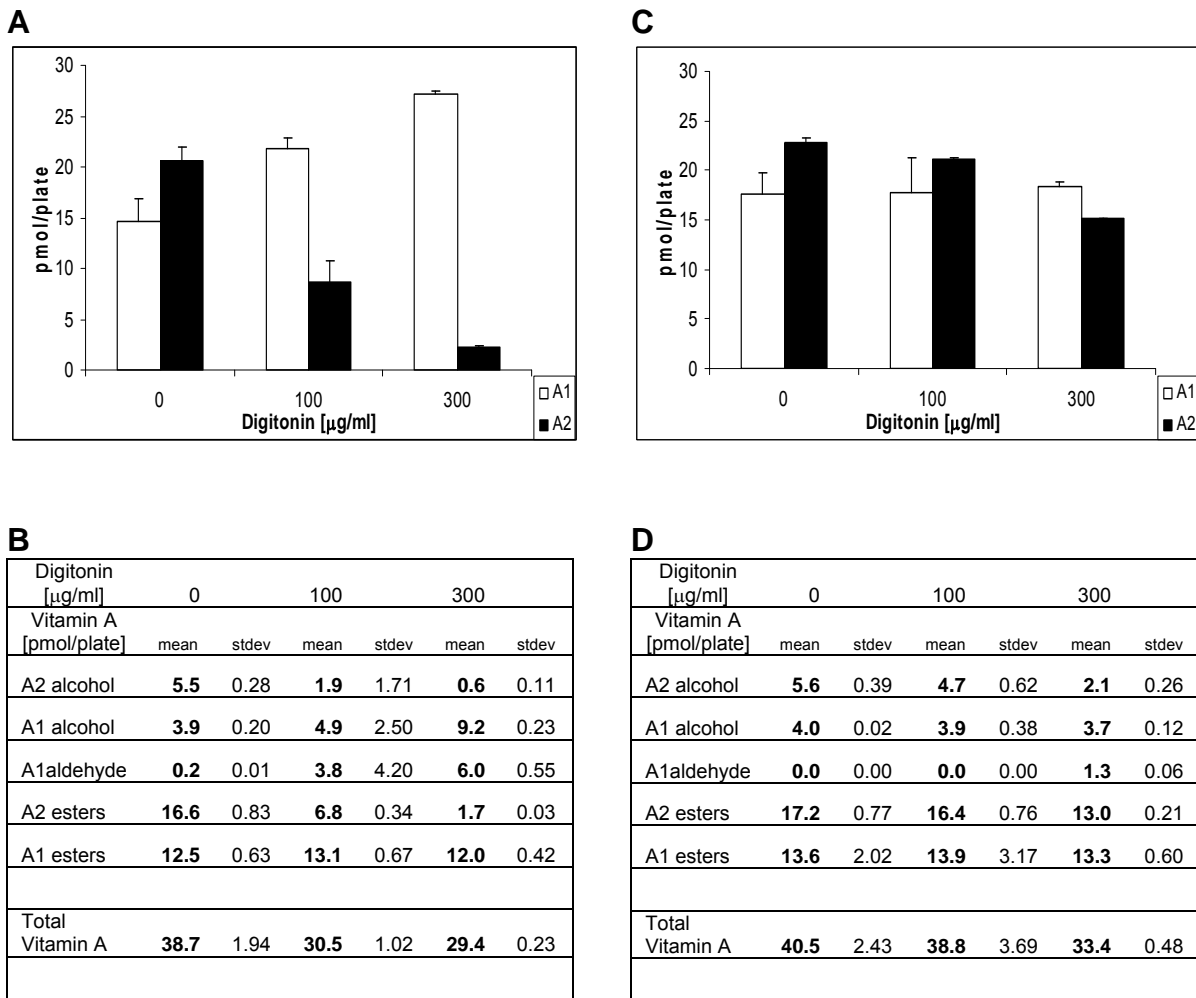 A
30
25
20
15
10
5
0
pmol/plate
0 100 300
Digitonin [μg/ml]
A1
A2
B
Digitonin
[μg/ml] 0 100 300
Vitamin A
[pmol/plate] mean stdev mean stdev mean stdev
A2 alcohol 5.5 0.28 1.9 1.71 0.6 0.11
A1 alcohol 3.9 0.20 4.9 2.50 9.2 0.23
A1aldehyde 0.2 0.01 3.8 4.20 6.0 0.55
A2 esters 16.6 0.83 6.8 0.34 1.7 0.03
A1 esters 12.5 0.63 13.1 0.67 12.0 0.42
Total
Vitamin A 38.7 1.94 30.5 1.02 29.4 0.23
C
30
25
20
15
10
5
0
pmol/plate
0 100 300
Digitonin [μg/ml]
A1
A2
D
Digitonin
[μg/ml] 0 100 300
Vitamin A
[pmol/plate] mean stdev mean stdev mean stdev
A2 alcohol 5.6 0.39 4.7 0.62 2.1 0.26
A1 alcohol 4.0 0.02 3.9 0.38 3.7 0.12
A1aldehyde 0.0 0.00 0.0 0.00 1.3 0.06
A2 esters 17.2 0.77 16.4 0.76 13.0 0.21
A1 esters 13.6 2.02 13.9 3.17 13.3 0.60
Total
Vitamin A 40.5 2.43 38.8 3.69 33.4 0.48